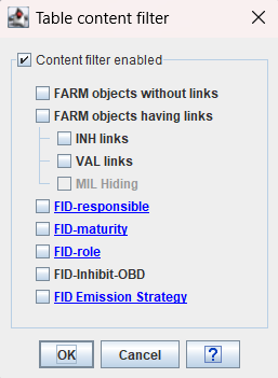 Table content filter
Content filter enabled
FARM objects without links
FARM objects having links
INH links
VAL links
MIL Hiding
FID-responsible
FID-maturity
FID-role
FID-Inhibit-OBD
FID Emission Strategy
OK Cancel ?